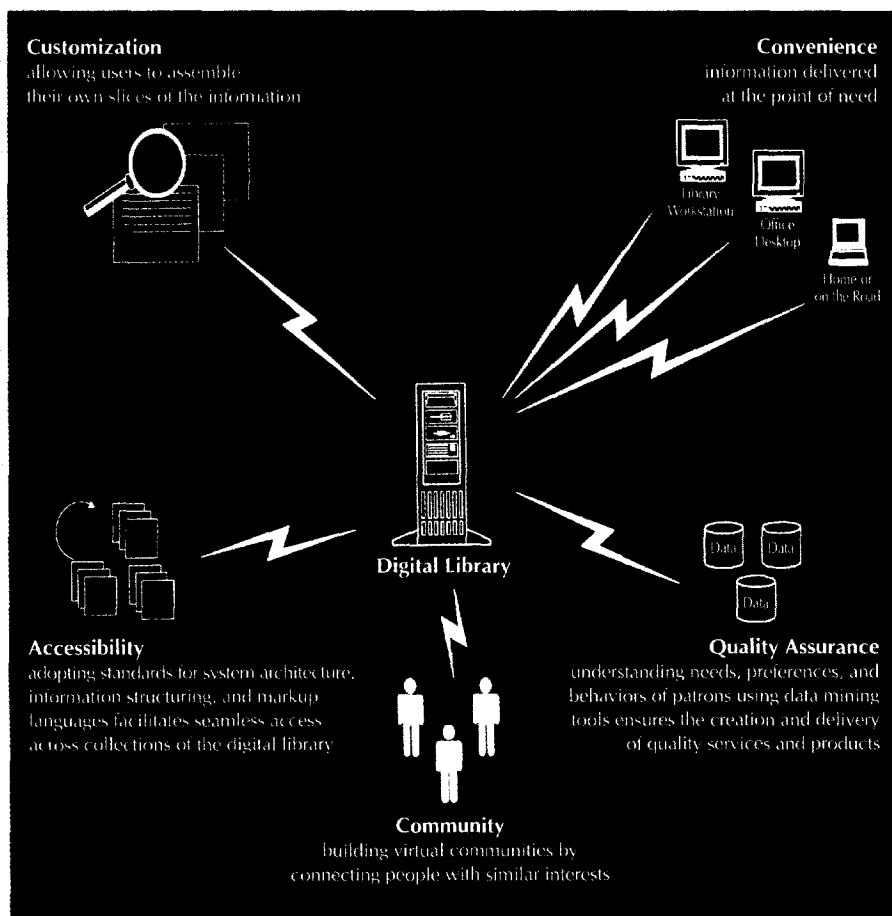 Customization
allowing users to assemble
their own slices of the information
Convenience
information delivered
at the point of need
Library
Workstation
Office
Desktop
Home or
on the Road
Digital Library
Data
Data
Data
Accessibility
adopting standards for system architecture,
information structuring, and markup
languages facilitates seamless access
across collections of the digital library
Quality Assurance
understanding needs, preferences, and
behaviors of patrons using data mining
tools ensures the creation and delivery
of quality services and products
Community
building virtual communities by
connecting people with similar interests